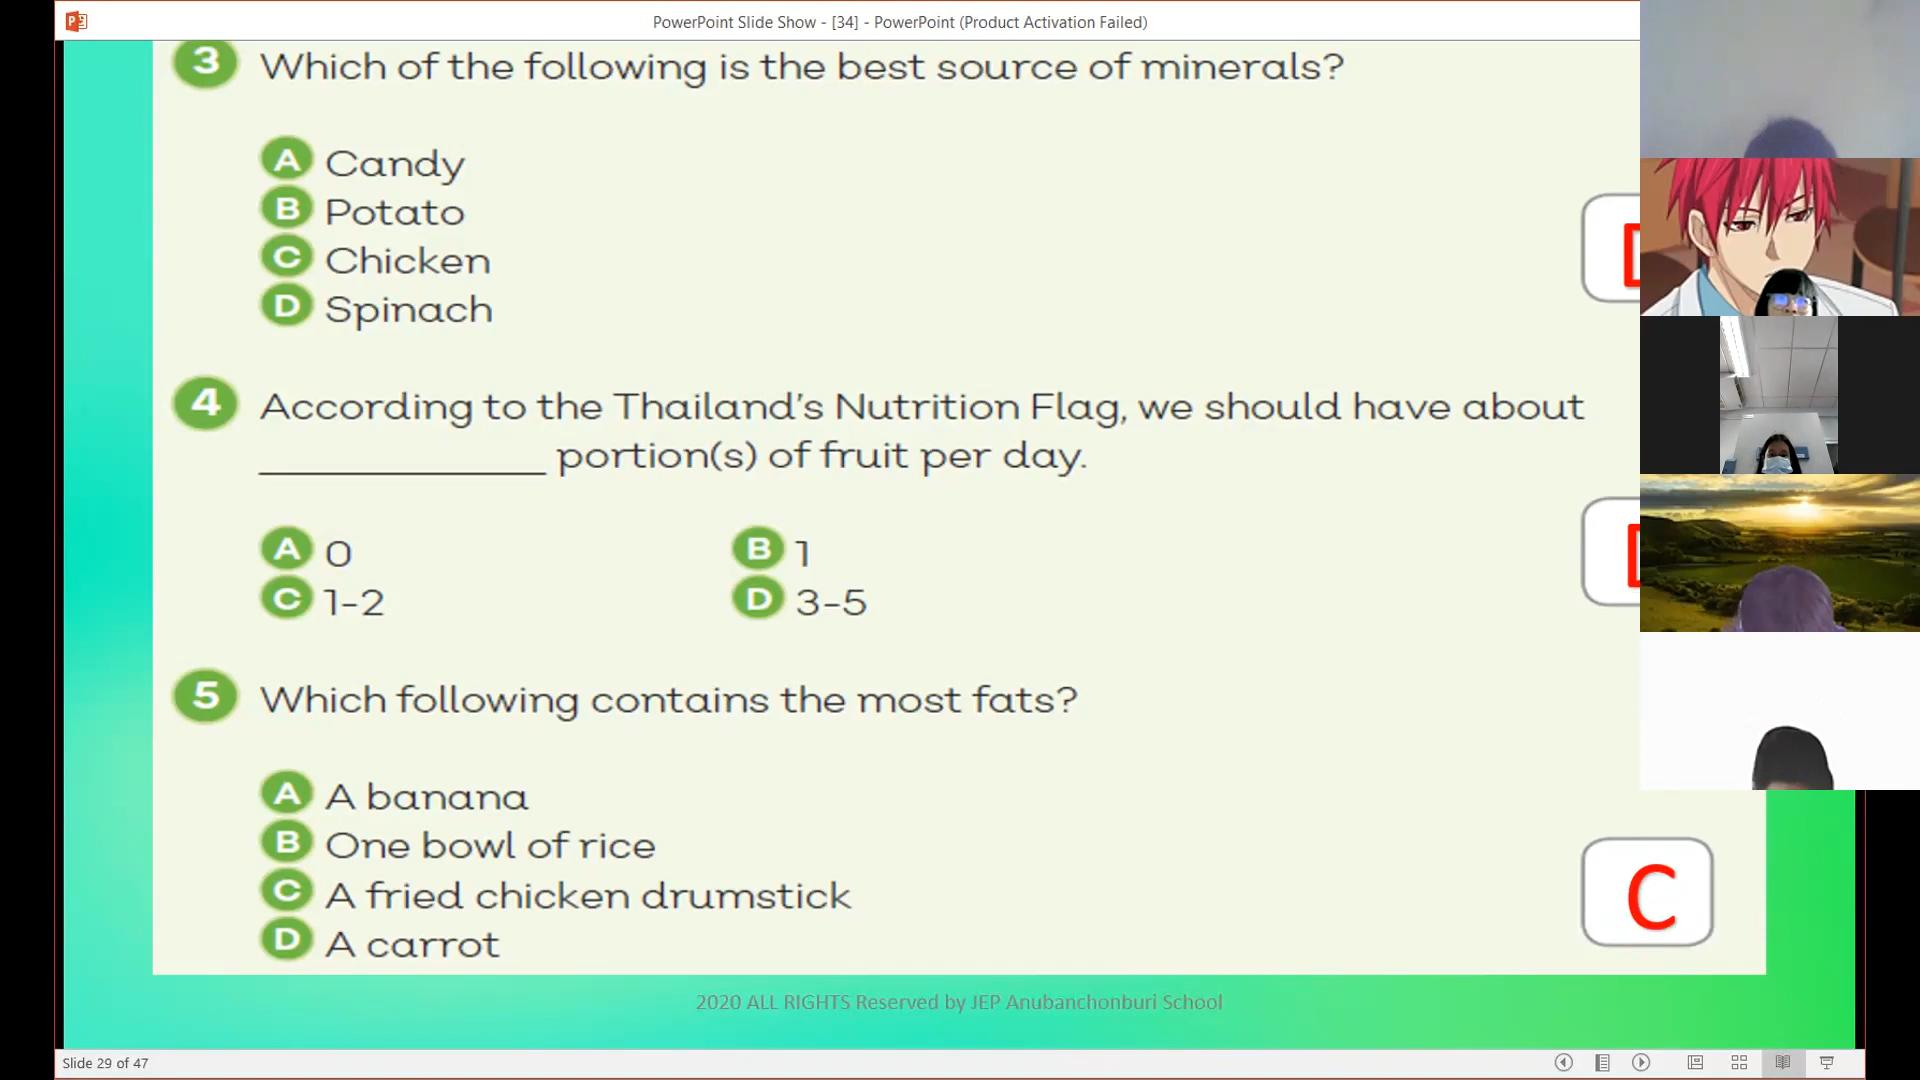 PowerPoint Slide Show - [34] - PowerPoint (Product Activation Failed)
3 Which of the following is the best source of minerals?
A Candy
B Potato
C Chicken
D Spinach
4 According to the Thailand's Nutrition Flag, we should have about
____________ portion(s) of fruit per day.
A 0 B 1
C 1-2 D 3-5
5 Which following contains the most fats?
A A banana
B One bowl of rice
C A fried chicken drumstick
D A carrot
C
2020 ALL RIGHTS Reserved by JEP Anubanchonburi School
Slide 29 of 47